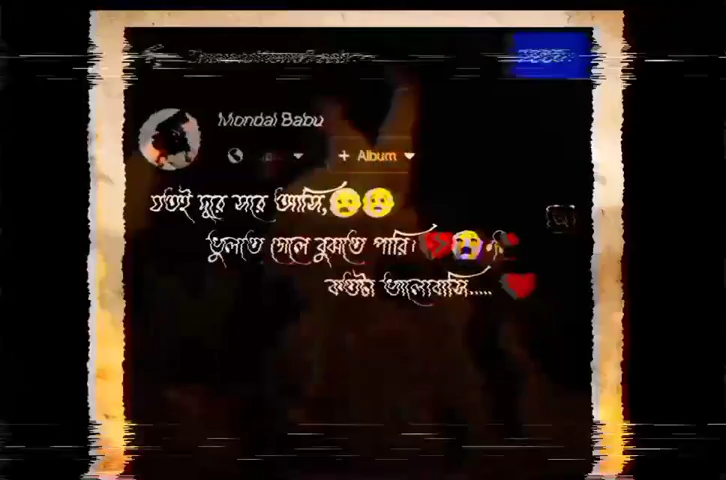 Mondal Babu
+ Album
যতই দূরে সরে আসি,😢😢
ভুলতে গেলে বুঝতে পারি।
কতটা ভালোবাসি.....